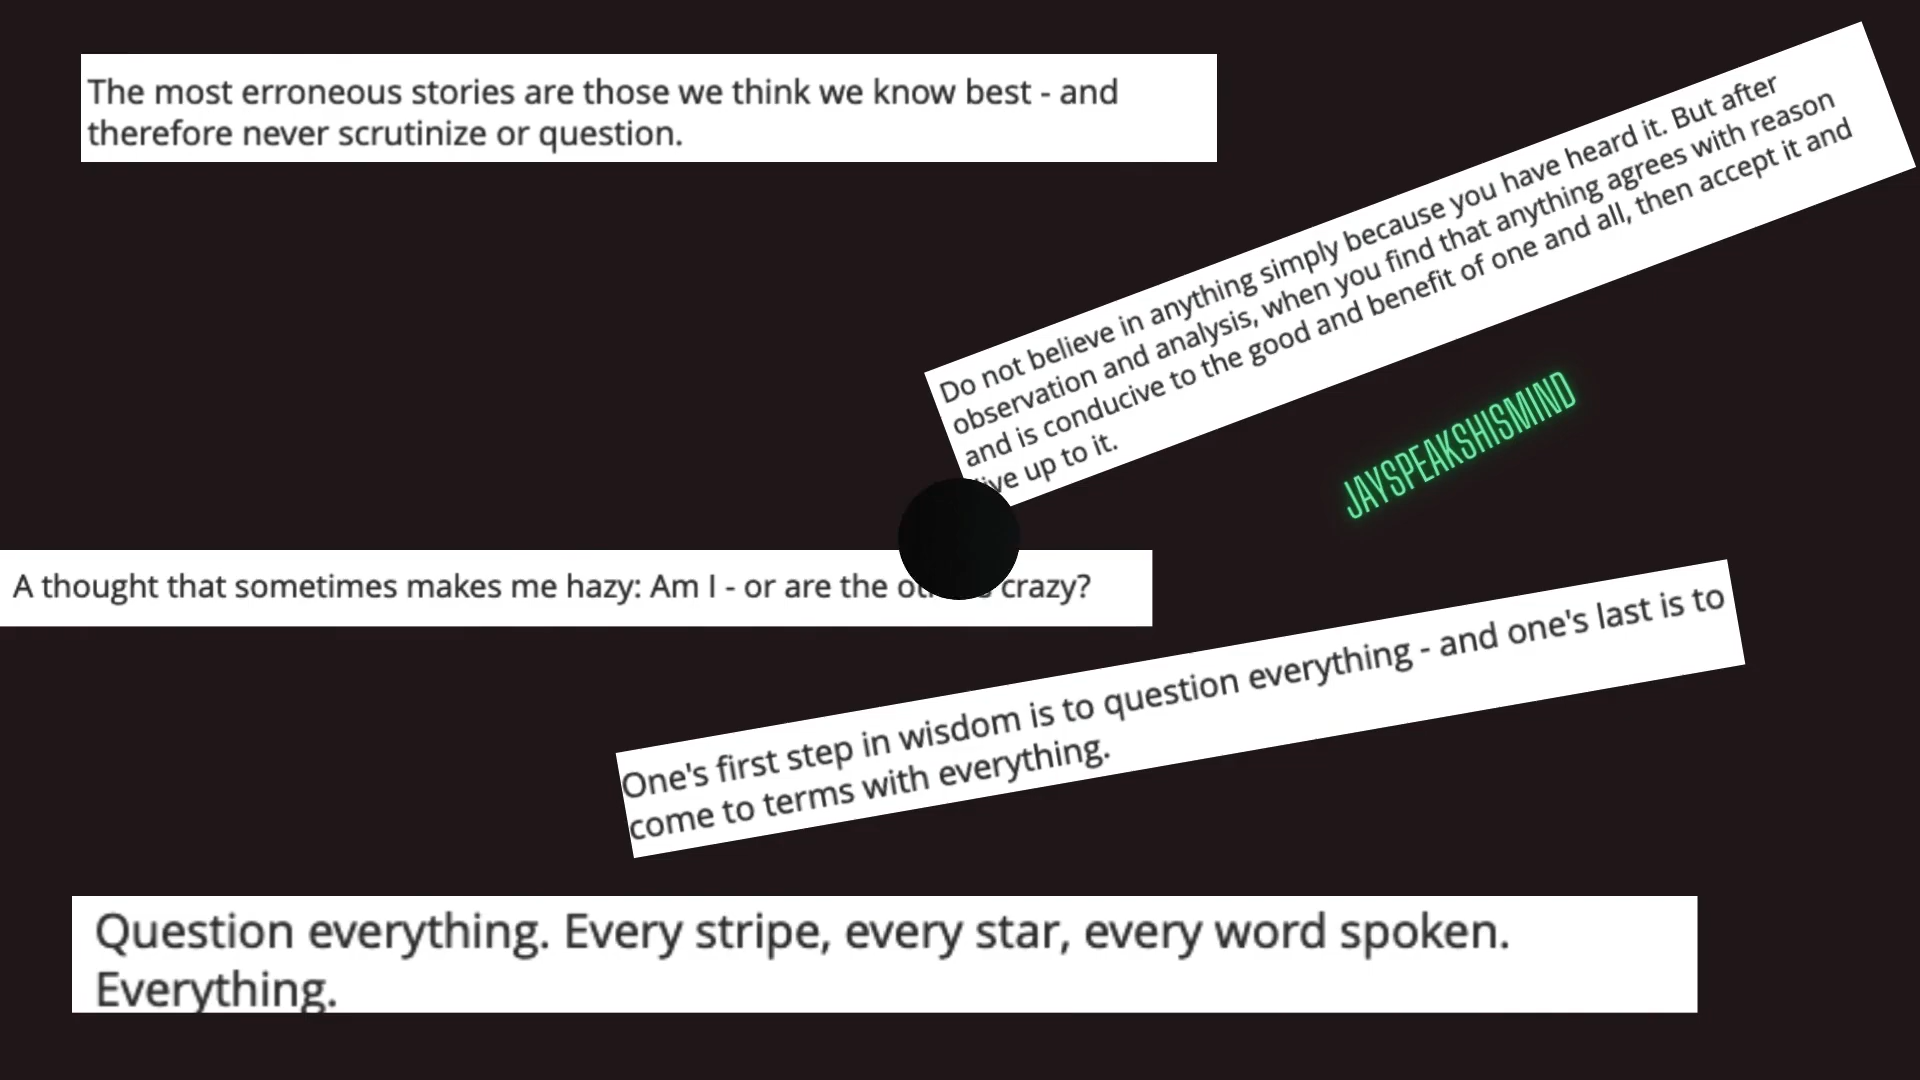 The most erroneous stories are those we think we know best - and
therefore never scrutinize or question.
Do not believe in anything simply because you have heard it. But after
observation and analysis, when you find that anything agrees with reason
and is conducive to the good and benefit of one and all, then accept it and
up to it.
JAYSPEAKSHISMIND
A thought that sometimes makes me hazy: Am I - or are the crazy?
One's first step in wisdom is to question everything - and one's last is to
come to terms with everything.
Question everything. Every stripe, every star, every word spoken.
Everything.